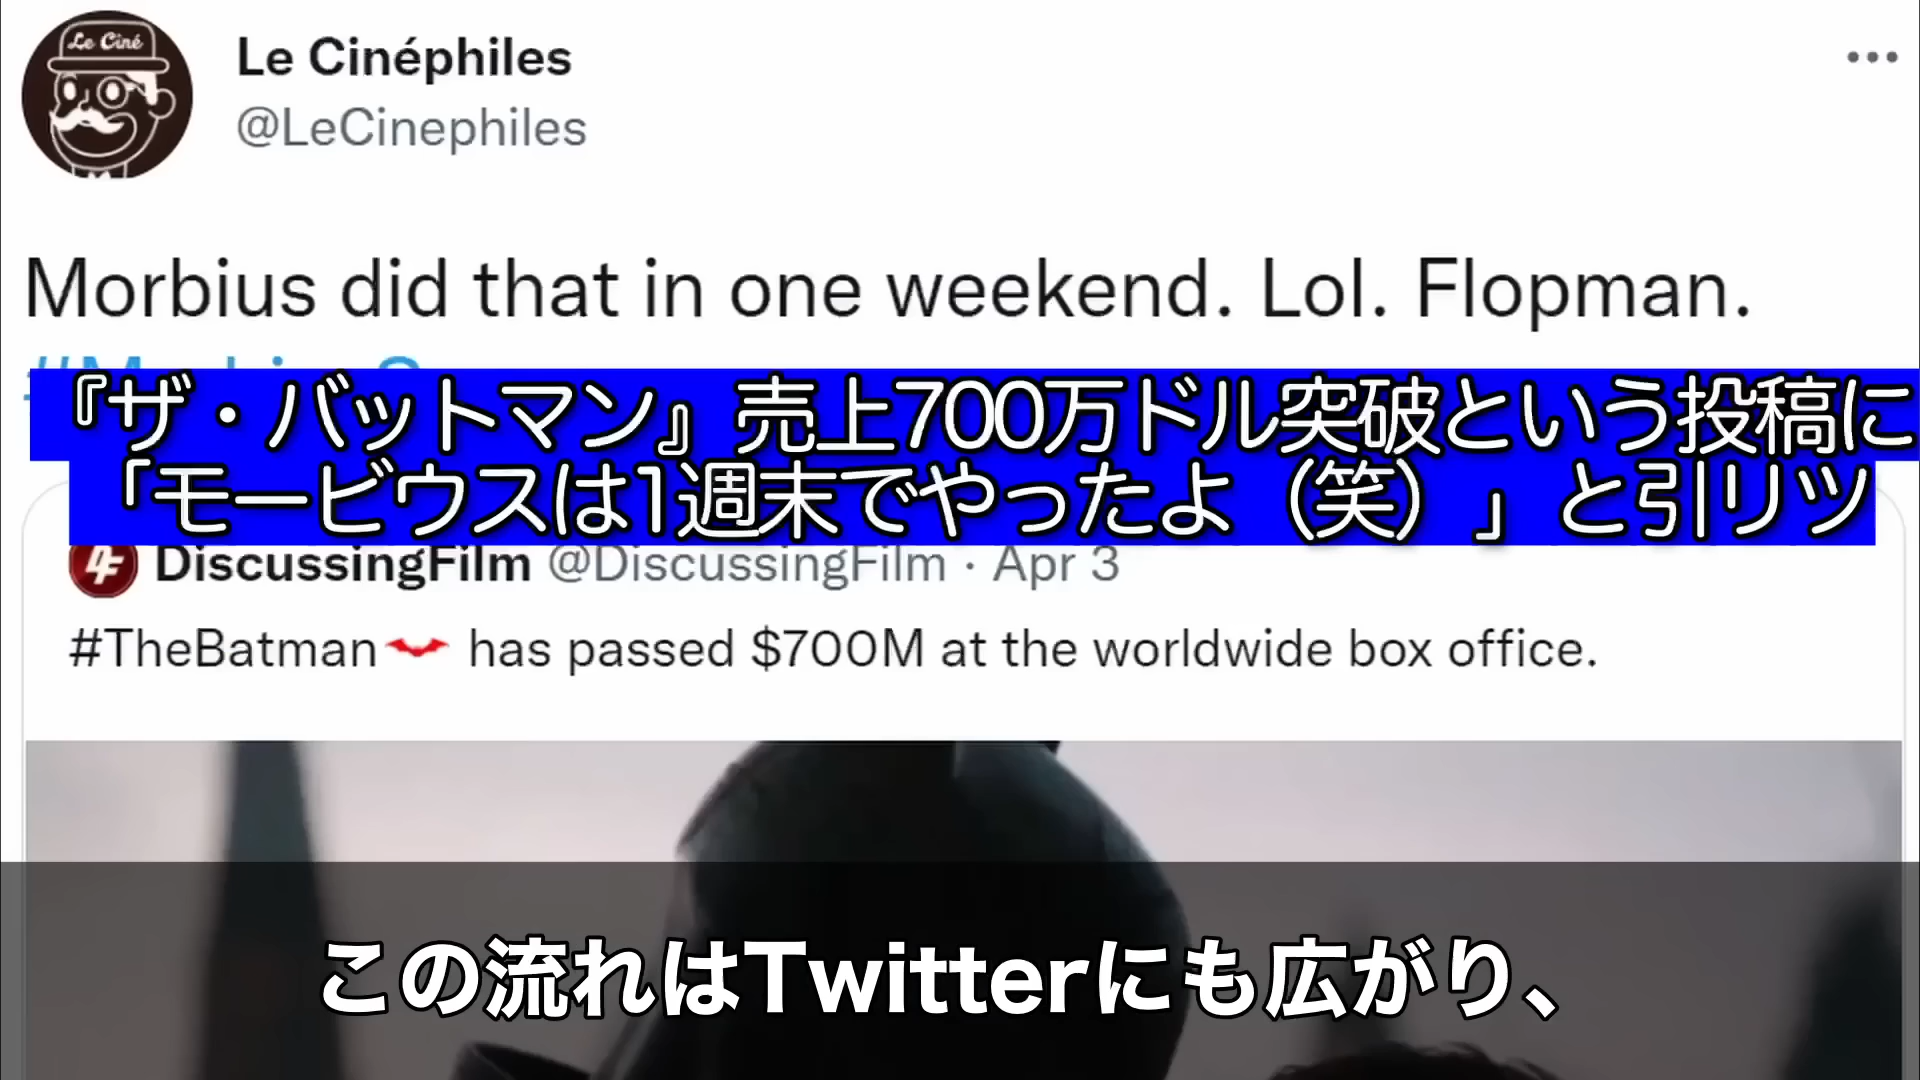 Le Ciné
Le Cinéphiles
@LeCinephiles
Morbius did that in one weekend. Lol. Flopman.
『ザ・バットマン』売上700万ドル突破という投稿に
「モービウスは1週末でやったよ（笑）」と引リツ
DiscussingFilm @DiscussingFilm · Apr 3
#TheBatman has passed $700M at the worldwide box office.
この流れはTwitterにも広がり、